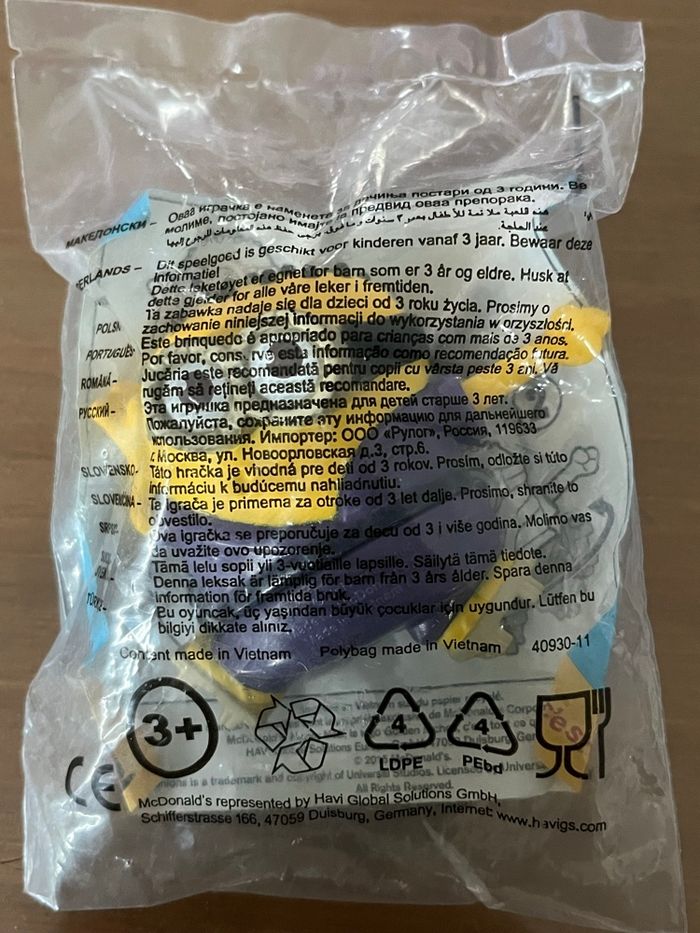 МАКЕДОНСКИ – Оваа играчка е наменета за дечиња постари од 3 години. Ве
молиме, постојано имајте ја предвид оваа препорака.
ERLANDS – Dit speelgoed is geschikt voor kinderen vanaf 3 jaar. Bewaar deze
Informatie!
Dette leketøyet er egnet for barn som er 3 år og eldre. Husk at
dette gjelder for alle våre leker i fremtiden.
POLSK Ta zabawka nadaje się dla dzieci od 3 roku życia. Prosimy o
zachowanie niniejszej informacji do wykorzystania w przyszłości.
PORTUGUÊS Este brinquedo é apropriado para crianças com mais de 3 anos.
Por favor, conserve esta informação como recomendação futura.
ROMÂNĂ – Jucăria este recomandată pentru copii cu vârsta peste 3 ani. Vă
rugăm să rețineți această recomandare.
РУССКИЙ – Эта игрушка предназначена для детей старше 3 лет.
Пожалуйста, сохраните эту информацию для дальнейшего
использования. Импортер: ООО «Рулог», Россия, 119633
г. Москва, ул. Новоорловская д.3, стр.6.
SLOVENSKO- Táto hračka je vhodná pre deti od 3 rokov. Prosím, odložte si túto
informáciu k budúcemu nahliadnutiu.
SLOVENČINA – Ta igrača je primerna za otroke od 3 let dalje. Prosimo, shranite to
obvestilo.
Ova igračka se preporučuje za decu od 3 i više godina. Molimo vas
da uvažite ovo upozorenje.
Tämä lelu sopii yli 3-vuotiaille lapsille. Säilytä tämä tiedote.
Denna leksak är lämplig för barn från 3 års ålder. Spara denna
information för framtida bruk.
Bu oyuncak, üç yaşından büyük çocuklar için uygundur. Lütfen bu
bilgiyi dikkate alınız.
Content made in Vietnam Polybag made in Vietnam 40930-11
3+ 4 LDPE 4 PEbd
CE
McDonald's represented by Havi Global Solutions GmbH,
Schifferstrasse 166, 47059 Duisburg, Germany, Internet: www.havigs.com